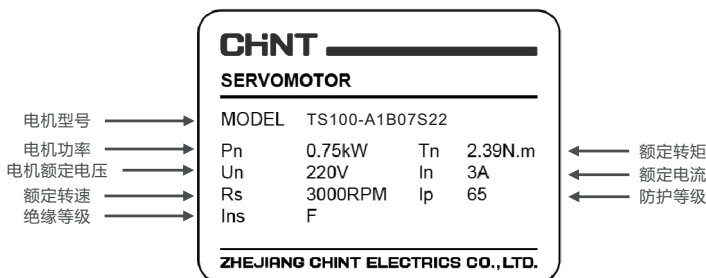 CHINT
SERVOMOTOR
电机型号 MODEL TS100-A1B07S22
电机功率 Pn 0.75kW Tn 2.39N.m 额定转矩
电机额定电压 Un 220V In 3A 额定电流
额定转速 Rs 3000RPM Ip 65 防护等级
绝缘等级 Ins F
ZHEJIANG CHINT ELECTRICS CO.,LTD.